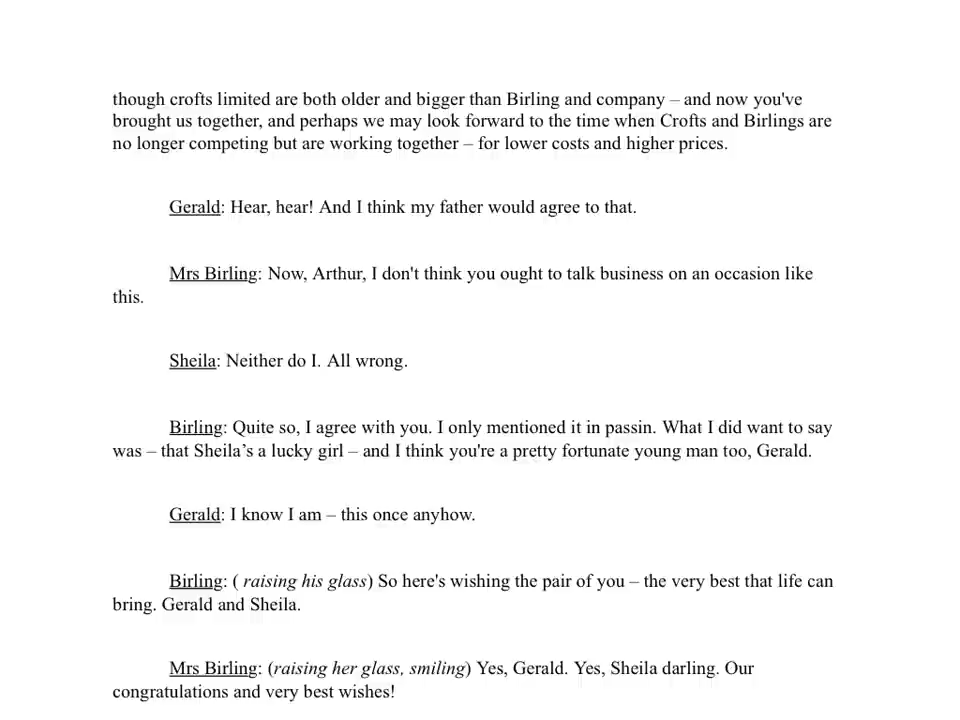 though crofts limited are both older and bigger than Birling and company – and now you've
brought us together, and perhaps we may look forward to the time when Crofts and Birlings are
no longer competing but are working together – for lower costs and higher prices.
Gerald: Hear, hear! And I think my father would agree to that.
Mrs Birling: Now, Arthur, I don't think you ought to talk business on an occasion like
this.
Sheila: Neither do I. All wrong.
Birling: Quite so, I agree with you. I only mentioned it in passin. What I did want to say
was – that Sheila’s a lucky girl – and I think you're a pretty fortunate young man too, Gerald.
Gerald: I know I am – this once anyhow.
Birling: ( raising his glass) So here's wishing the pair of you – the very best that life can
bring. Gerald and Sheila.
Mrs Birling: (raising her glass, smiling) Yes, Gerald. Yes, Sheila darling. Our
congratulations and very best wishes!